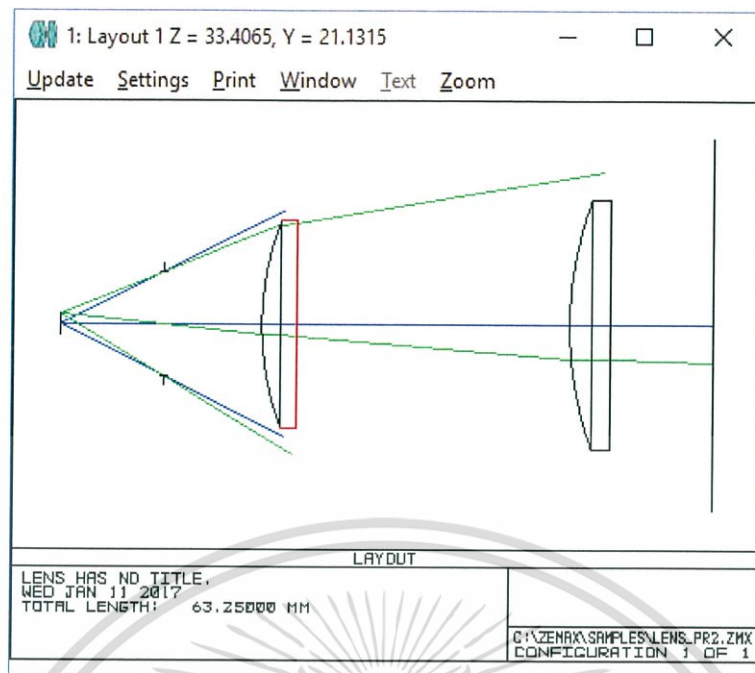 1: Layout 1 Z = 33.4065, Y = 21.1315
Update Settings Print Window Text Zoom
LAYOUT
LENS HAS NO TITLE.
WED JAN 11 2017
TOTAL LENGTH: 63.25000 MM
C:\ZEMAX\SAMPLES\LENS_PR2.ZMX
CONFIGURATION 1 OF 1